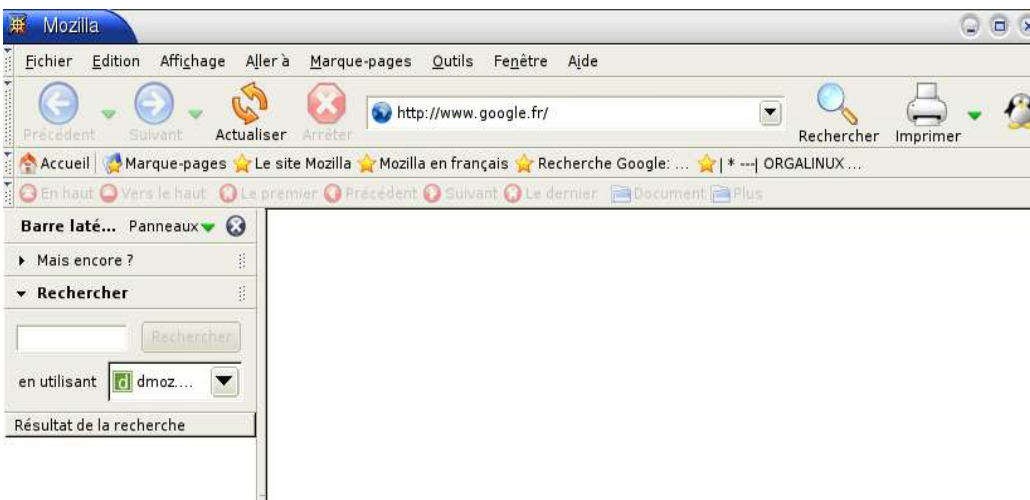 Mozilla
Fichier Edition Affichage Aller à Marque-pages Outils Fenêtre Aide
http://www.google.fr/
Précédent Suivant Actualiser Arrêter Rechercher Imprimer
Accueil Marque-pages Le site Mozilla Mozilla en français Recherche Google: ... | * ---| ORGALINUX ...
En haut Vers le haut Le premier Précédent Suivant Le dernier Document Plus
Barre laté... Panneaux
Mais encore ?
Rechercher
Rechercher
en utilisant d dmoz....
Résultat de la recherche